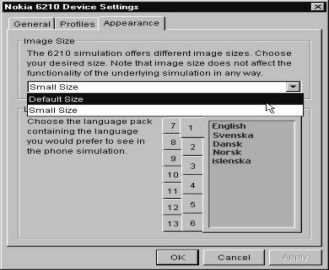 Nokia 6210 Device Settings
General Profiles Appearance
Image Size
The 6210 simulation offers different image sizes. Choose
your desired size. Note that image size does not affect the
functionality of the underlying simulation in any way.
Small Size
Default Size
Small Size
Choose the language pack
containing the language
you would prefer to see in
the phone simulation.
7
8
9
10
11
12
13
1
2
3
4
5
6
English
Svenska
Dansk
Norsk
islenska
OK Cancel Apply